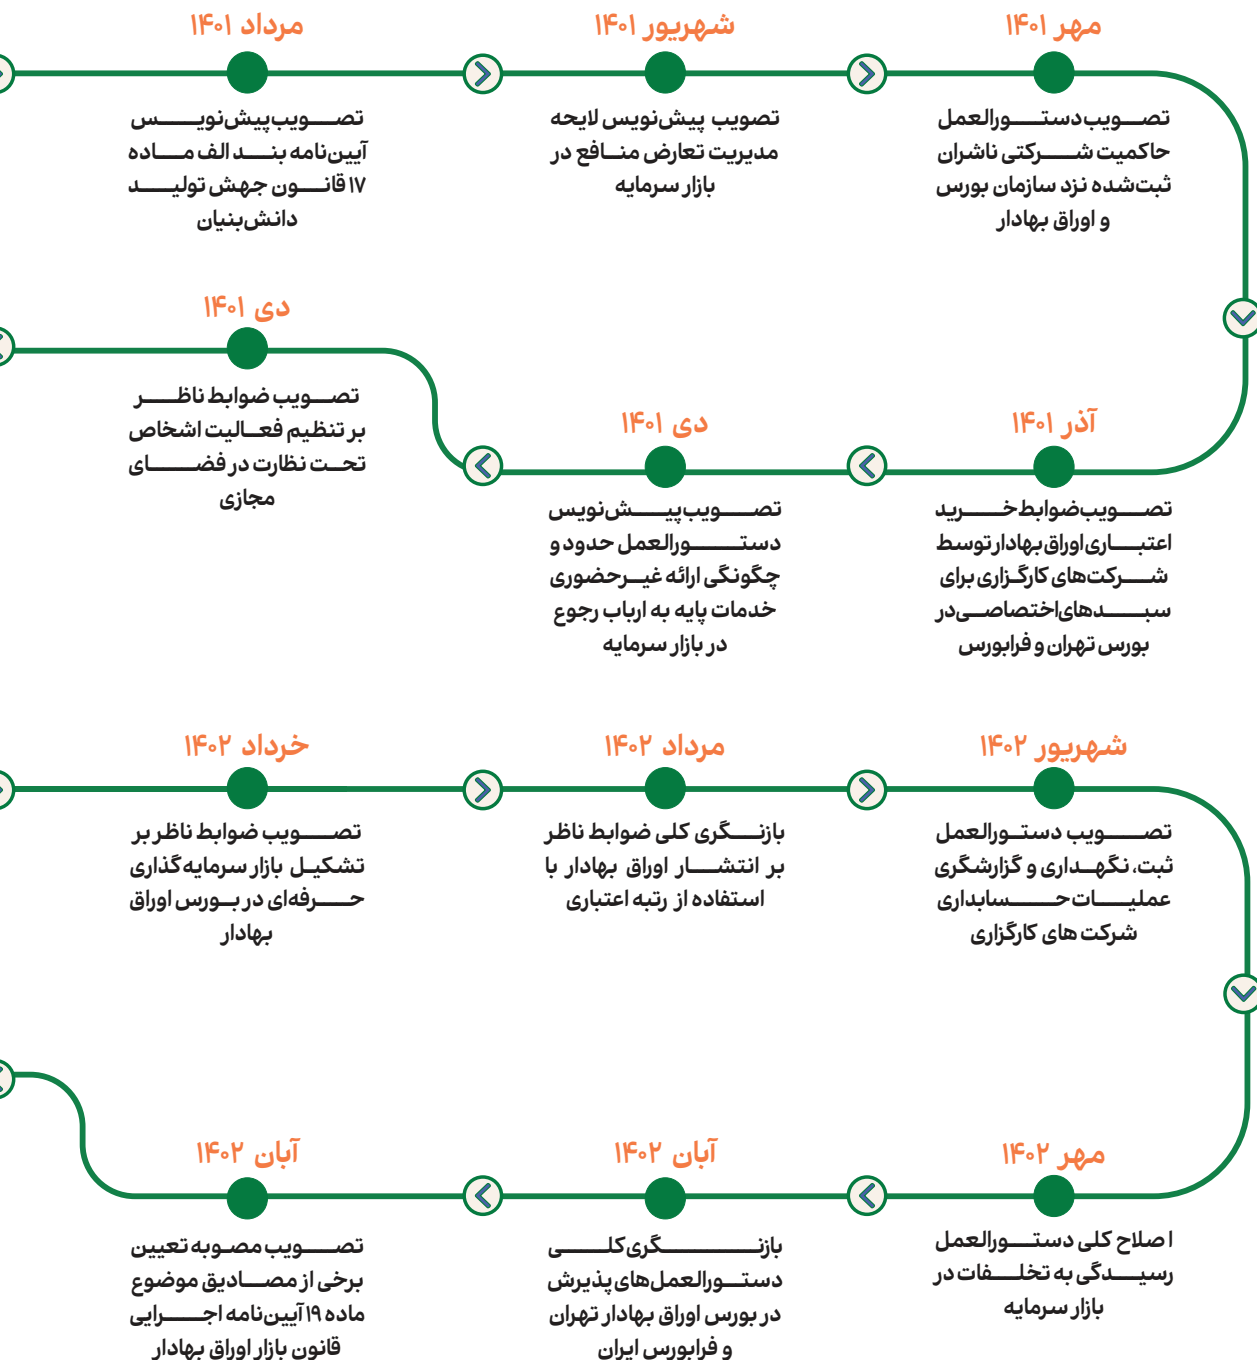 مرداد ۱۴۰۱
تصویب پیش‌نویس
آیین‌نامه بند الف ماده
۱۷ قانون جهش تولید
دانش‌بنیان
شهریور ۱۴۰۱
تصویب پیش‌نویس لایحه
مدیریت تعارض منافع در
بازار سرمایه
مهر ۱۴۰۱
تصویب دستورالعمل
حاکمیت شرکتی ناشران
ثبت‌شده نزد سازمان بورس
و اوراق بهادار
آذر ۱۴۰۱
تصویب ضوابط خرید
اعتباری اوراق بهادار توسط
شرکت‌های کارگزاری برای
سبدهای اختصاصی در
بورس تهران و فرابورس
دی ۱۴۰۱
تصویب پیش‌نویس
دستورالعمل حدود و
چگونگی ارائه غیرحضوری
خدمات پایه به ارباب رجوع
در بازار سرمایه
دی ۱۴۰۱
تصویب ضوابط ناظر
بر تنظیم فعالیت اشخاص
تحت نظارت در فضای
مجازی
خرداد ۱۴۰۲
تصویب ضوابط ناظر بر
تشکیل بازار سرمایه‌گذاری
حرفه‌ای در بورس اوراق
بهادار
مرداد ۱۴۰۲
بازنگری کلی ضوابط ناظر
بر انتشار اوراق بهادار با
استفاده از رتبه اعتباری
شهریور ۱۴۰۲
تصویب دستورالعمل
ثبت، نگهداری و گزارشگری
عملیات حسابداری
شرکت های کارگزاری
مهر ۱۴۰۲
ا صلاح کلی دستورالعمل
رسیدگی به تخلفات در
بازار سرمایه
آبان ۱۴۰۲
بازنگری کلی
دستورالعمل‌های پذیرش
در بورس اوراق بهادار تهران
و فرابورس ایران
آبان ۱۴۰۲
تصویب مصوبه تعیین
برخی از مصادیق موضوع
ماده ۱۹ آیین‌نامه اجرایی
قانون بازار اوراق بهادار